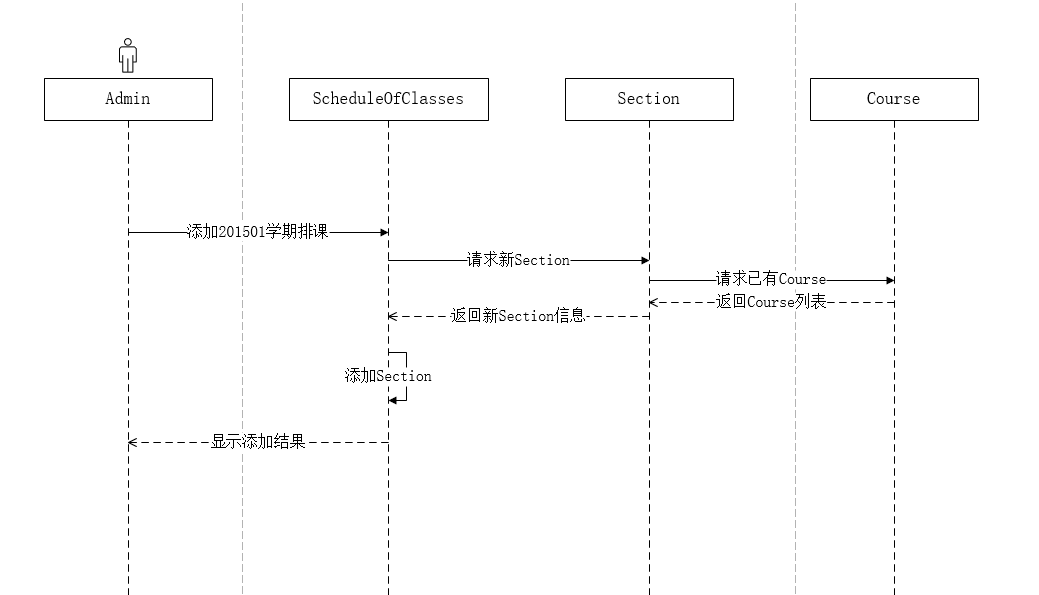 Admin
ScheduleOfClasses
Section
Course
添加201501学期排课
请求新Section
请求已有Course
返回Course列表
返回新Section信息
添加Section
显示添加结果